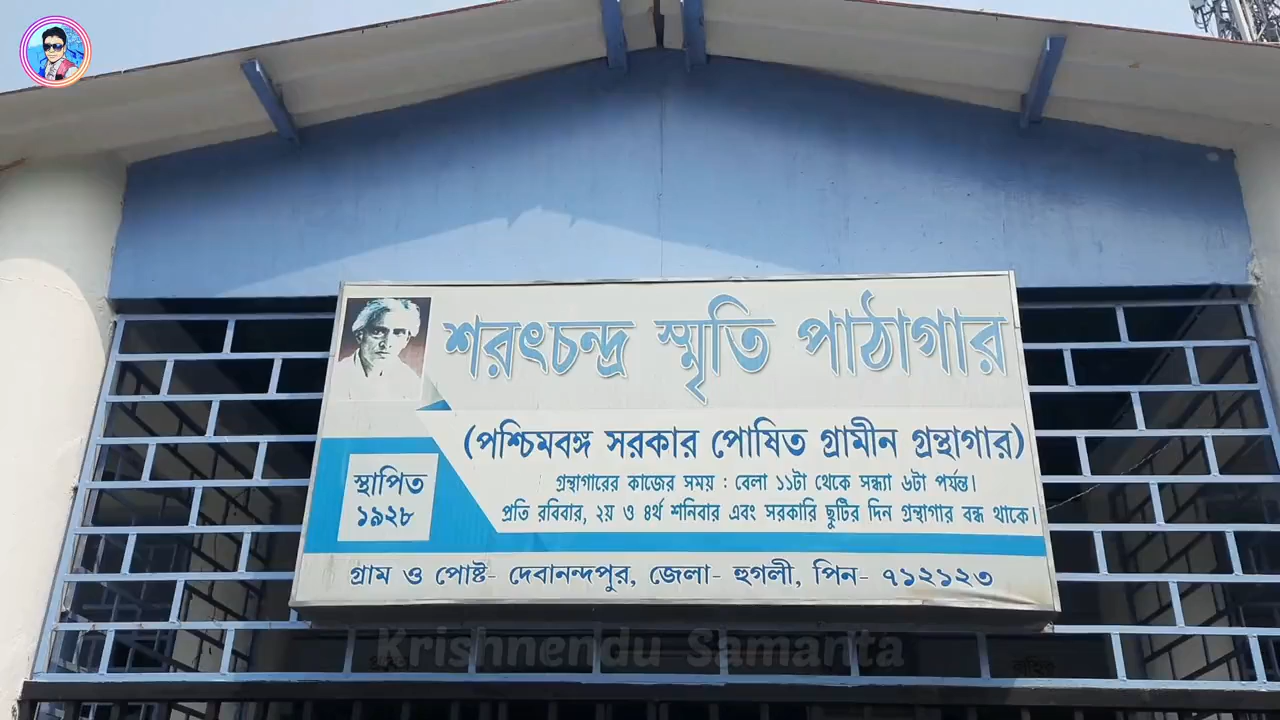 শরৎচন্দ্র স্মৃতি পাঠাগার
(পশ্চিমবঙ্গ সরকার পোষিত গ্রামীন গ্রন্থাগার)
গ্রন্থাগারের কাজের সময় : বেলা ১১টা থেকে সন্ধ্যা ৬টা পর্যন্ত।
প্রতি রবিবার, ২য় ও ৪র্থ শনিবার এবং সরকারি ছুটির দিন গ্রন্থাগার বন্ধ থাকে।
স্থাপিত
১৯২৮
গ্রাম ও পোষ্ট- দেবানন্দপুর, জেলা- হুগলী, পিন- ৭১২১২৩
Krishnendu Samanta